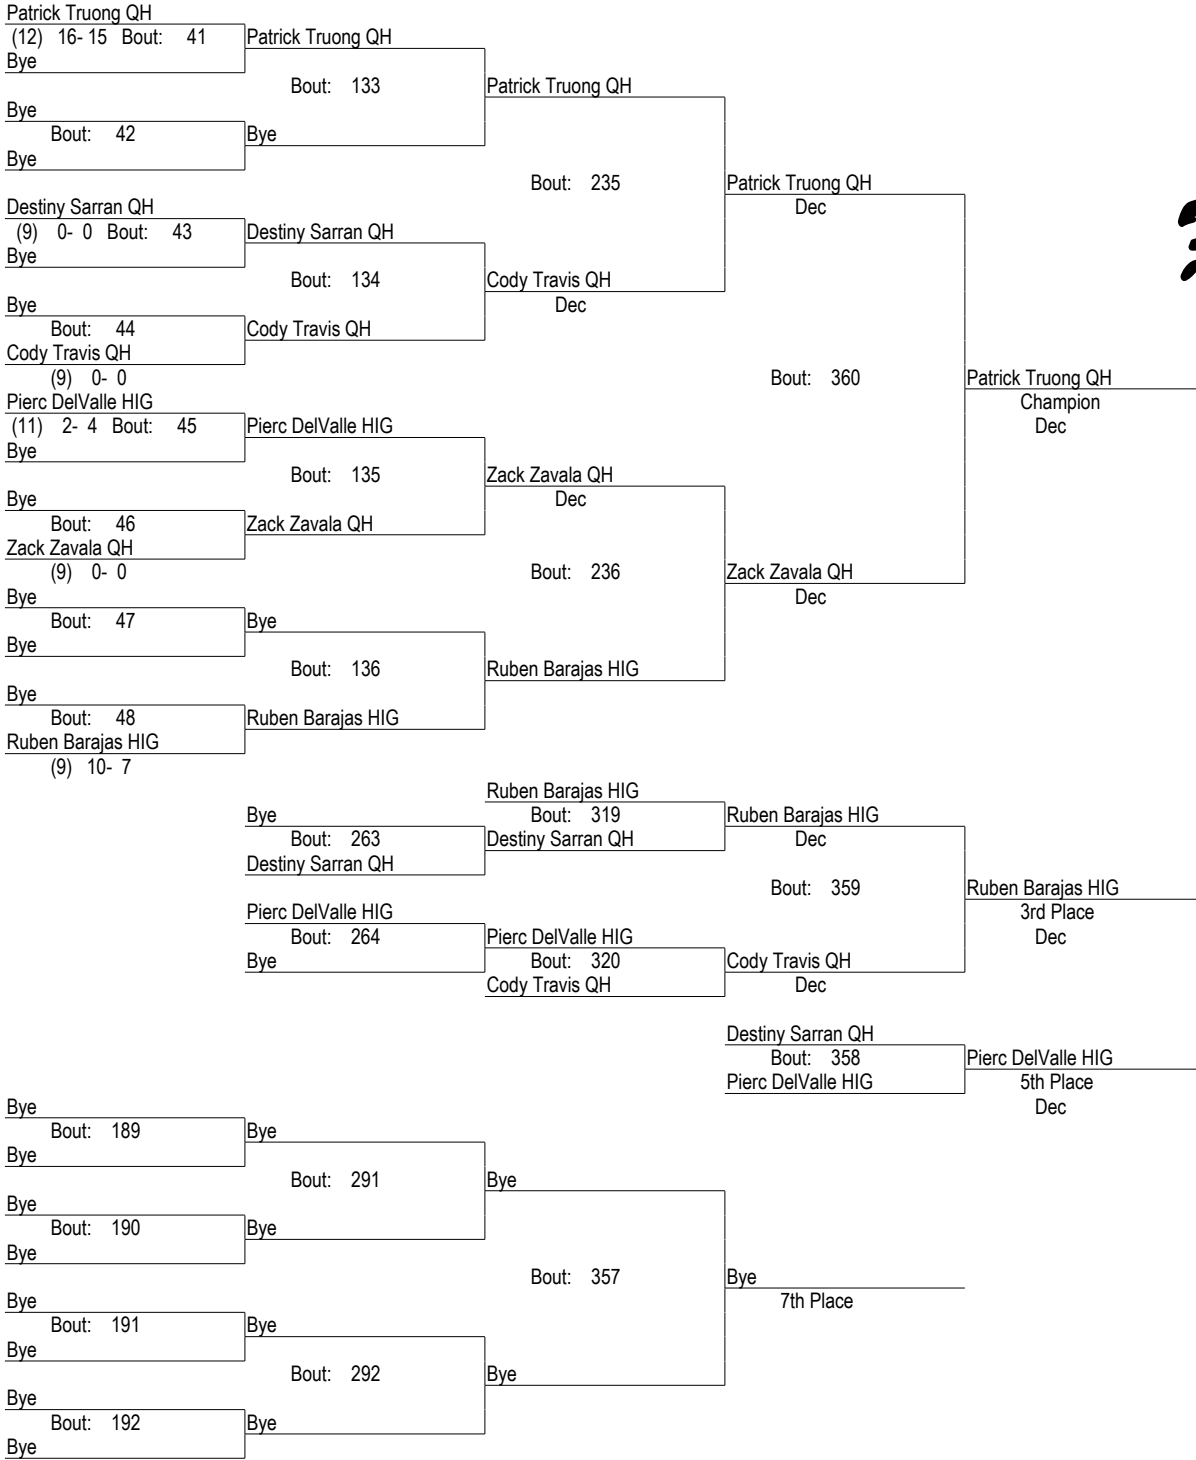 Patrick Truong QH
(12) 16- 15 Bout: 41 Patrick Truong QH
Bye
Bout: 133 Patrick Truong QH
Bye
Bout: 42 Bye
Bye
Bout: 235 Patrick Truong QH
Dec
Destiny Sarran QH
(9) 0- 0 Bout: 43 Destiny Sarran QH
Bye
Bout: 134 Cody Travis QH
Dec
Bye
Bout: 44 Cody Travis QH
Cody Travis QH
(9) 0- 0
Bout: 360 Patrick Truong QH
Champion
Dec
Pierc DelValle HIG
(11) 2- 4 Bout: 45 Pierc DelValle HIG
Bye
Bout: 135 Zack Zavala QH
Dec
Bye
Bout: 46 Zack Zavala QH
Zack Zavala QH
(9) 0- 0
Bout: 236 Zack Zavala QH
Dec
Bye
Bout: 47 Bye
Bye
Bout: 136 Ruben Barajas HIG
Bye
Bout: 48 Ruben Barajas HIG
Ruben Barajas HIG
(9) 10- 7
Ruben Barajas HIG
Bye Bout: 319 Ruben Barajas HIG
Bout: 263 Destiny Sarran QH Dec
Destiny Sarran QH
Bout: 359 Ruben Barajas HIG
Pierc DelValle HIG 3rd Place
Bout: 264 Pierc DelValle HIG Dec
Bye Bout: 320 Cody Travis QH
Cody Travis QH Dec
Destiny Sarran QH
Bout: 358 Pierc DelValle HIG
Pierc DelValle HIG 5th Place
Dec
Bye
Bout: 189 Bye
Bye
Bout: 291 Bye
Bye
Bout: 190 Bye
Bye
Bout: 357 Bye
7th Place
Bye
Bout: 191 Bye
Bye
Bout: 292 Bye
Bye
Bout: 192 Bye
Bye